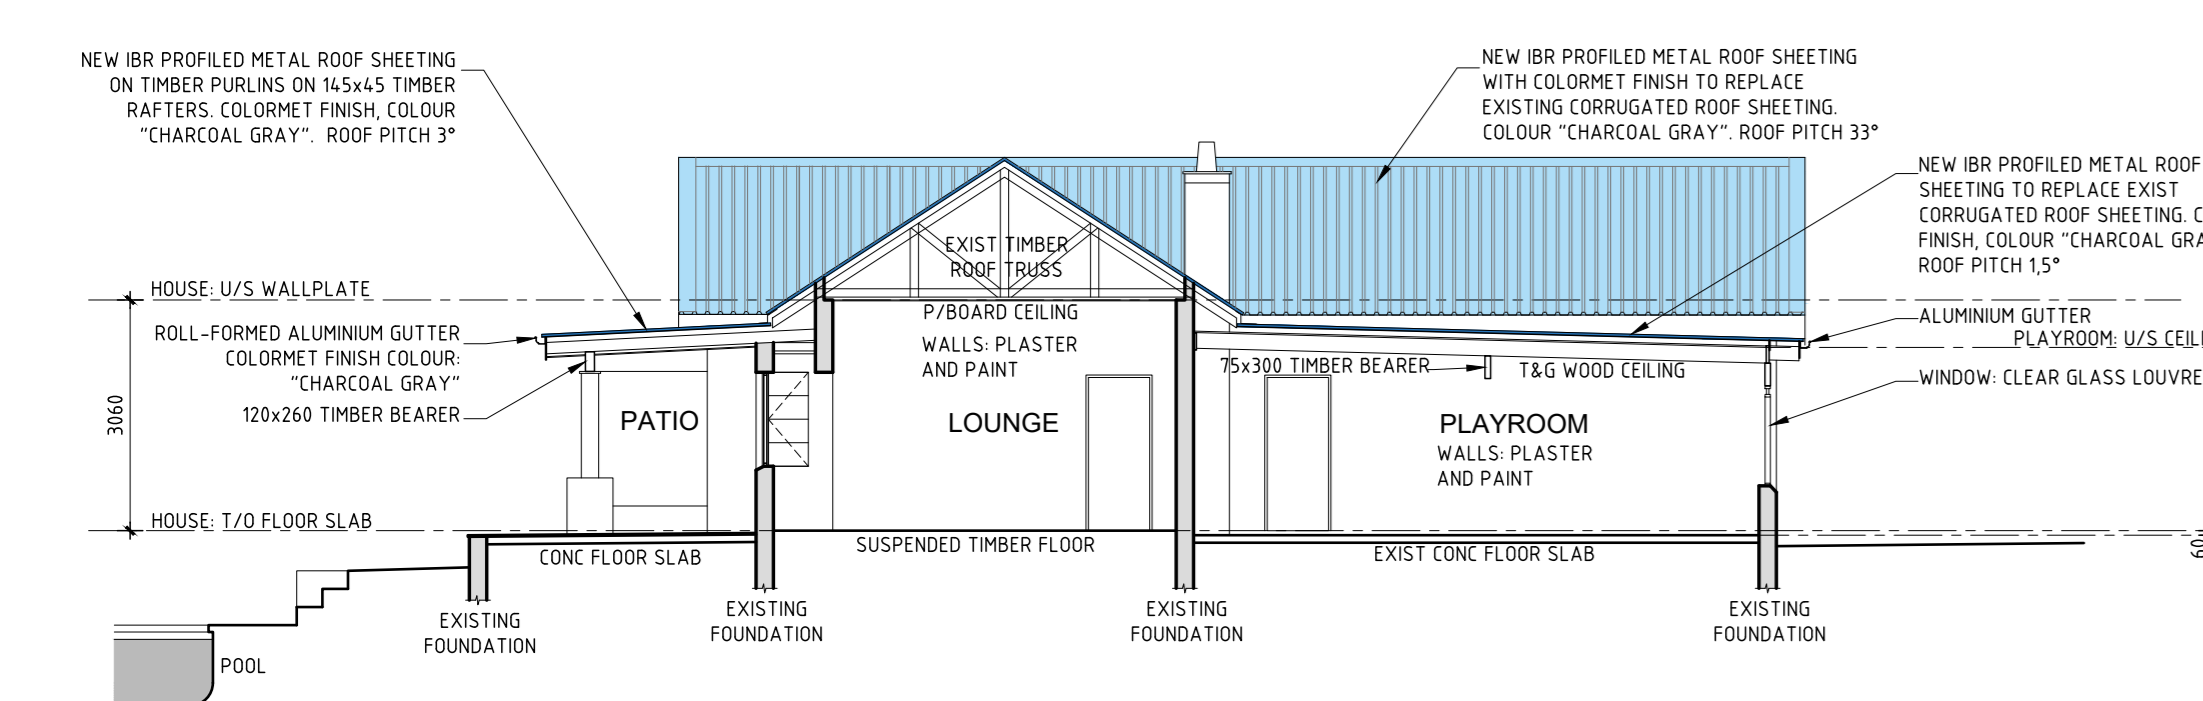 NEW IBR PROFILED METAL ROOF SHEETING
ON TIMBER PURLINS ON 145x45 TIMBER
RAFTERS. COLORMET FINISH, COLOUR
"CHARCOAL GRAY". ROOF PITCH 3°
NEW IBR PROFILED METAL ROOF SHEETING
WITH COLORMET FINISH TO REPLACE
EXISTING CORRUGATED ROOF SHEETING.
COLOUR "CHARCOAL GRAY". ROOF PITCH 33°
NEW IBR PROFILED METAL ROOF
SHEETING TO REPLACE EXIST
CORRUGATED ROOF SHEETING. C
FINISH, COLOUR "CHARCOAL GRA
ROOF PITCH 1,5°
EXIST TIMBER
ROOF TRUSS
HOUSE: U/S WALLPLATE
P/BOARD CEILING
ALUMINIUM GUTTER
PLAYROOM: U/S CEIL
ROLL-FORMED ALUMINIUM GUTTER
COLORMET FINISH COLOUR:
"CHARCOAL GRAY"
WALLS: PLASTER
AND PAINT
75x300 TIMBER BEARER
T&G WOOD CEILING
WINDOW: CLEAR GLASS LOUVRE
3060
120x260 TIMBER BEARER
PATIO
LOUNGE
PLAYROOM
WALLS: PLASTER
AND PAINT
HOUSE: T/O FLOOR SLAB
CONC FLOOR SLAB
SUSPENDED TIMBER FLOOR
EXIST CONC FLOOR SLAB
60
EXISTING
FOUNDATION
EXISTING
FOUNDATION
EXISTING
FOUNDATION
EXISTING
FOUNDATION
POOL